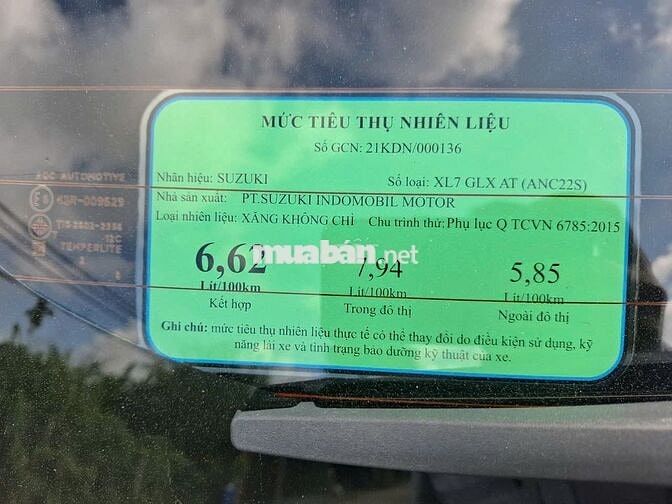 MỨC TIÊU THỤ NHIÊN LIỆU
Số GCN: 21KDN/000136
Nhãn hiệu: SUZUKI Số loại: XL7 GLX AT (ANC22S)
Nhà sản xuất: PT.SUZUKI INDOMOBIL MOTOR
Loại nhiên liệu: XĂNG KHÔNG CHÌ Chu trình thử: Phụ lục Q TCVN 6785:2015
6,62 7,94 5,85
Lít/100km Lít/100km Lít/100km
Kết hợp Trong đô thị Ngoài đô thị
Ghi chú: mức tiêu thụ nhiên liệu thực tế có thể thay đổi do điều kiện sử dụng, kỹ
năng lái xe và tình trạng bảo dưỡng kỹ thuật của xe.
muaban.net
AUTOMOTIVE
TEMPERLITE